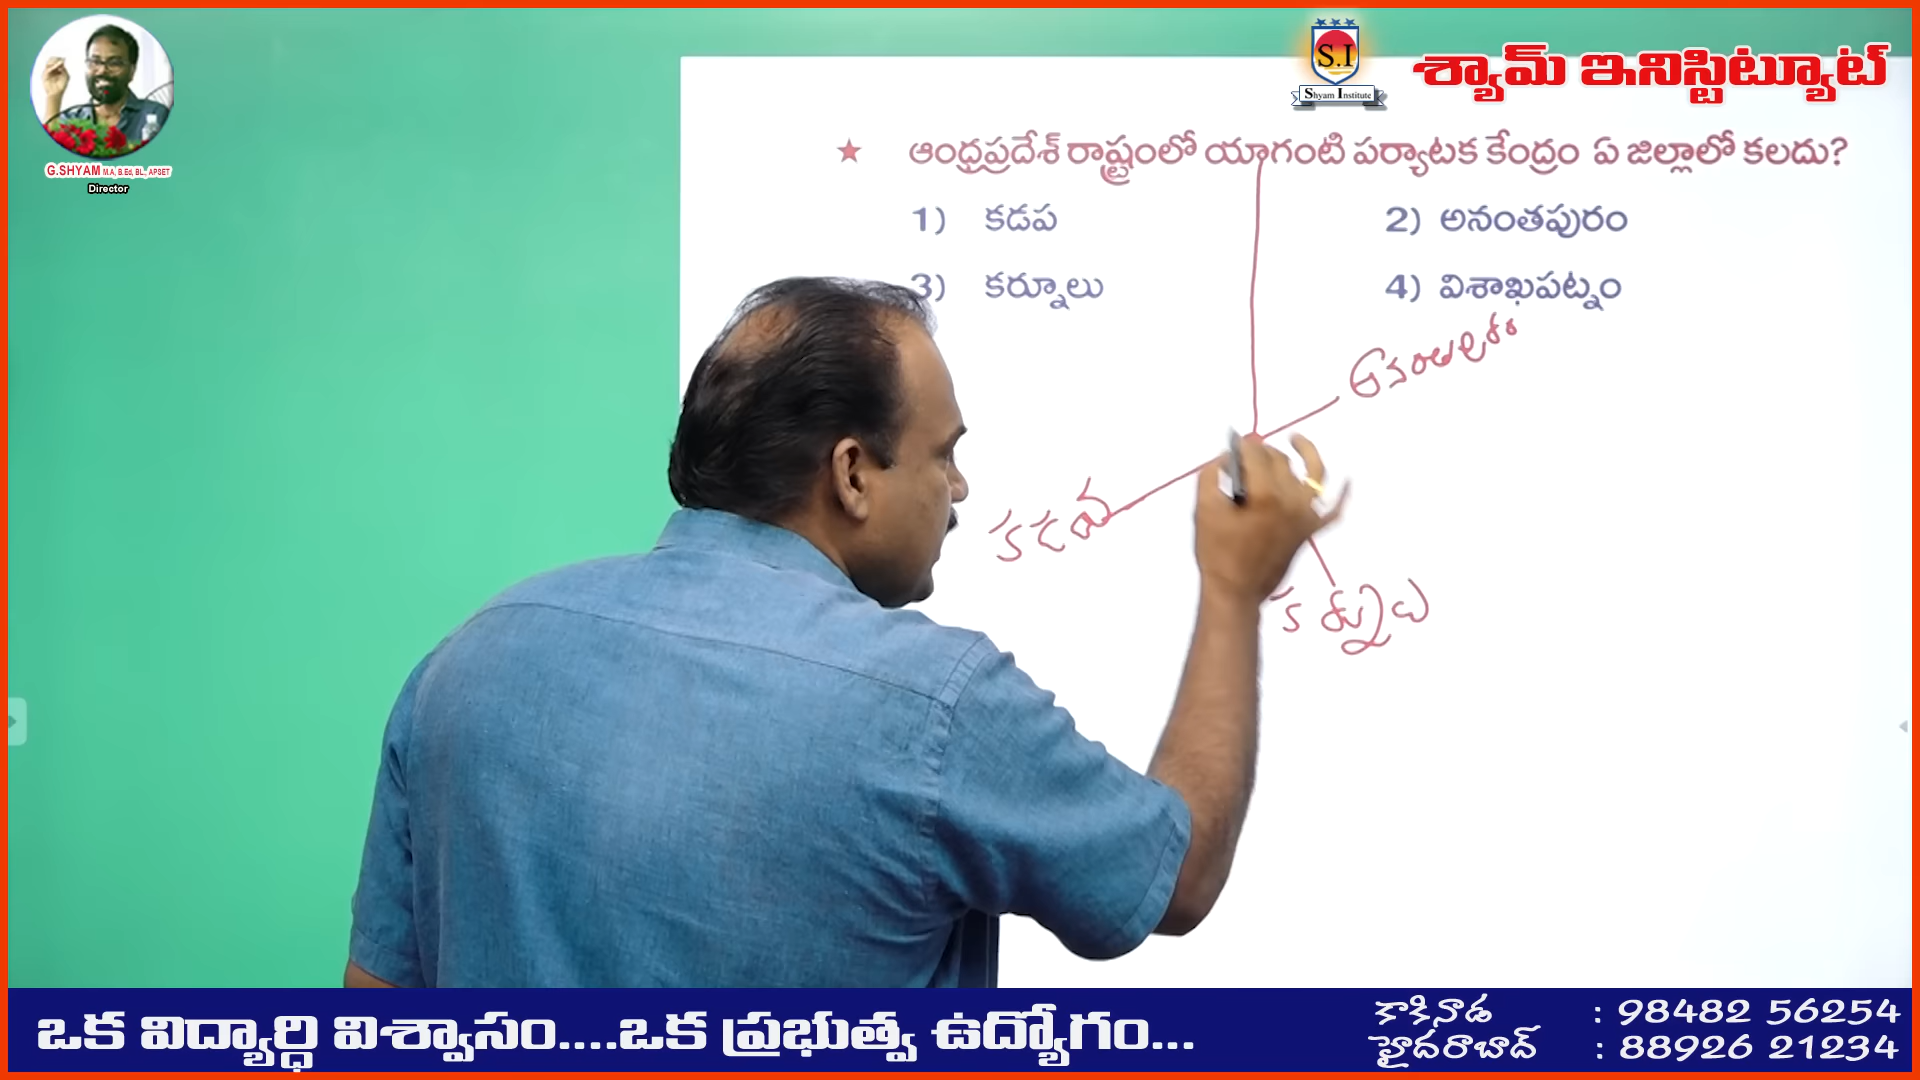 S.I
Shyam Institute
శ్యామ్ ఇనిస్టిట్యూట్
G.SHYAM M.A, B.Ed, BL., APSET
Director
★ ఆంధ్రప్రదేశ్ రాష్ట్రంలో యాగంటి పర్యాటక కేంద్రం ఏ జిల్లాలో కలదు?
1) కడప 2) అనంతపురం
3) కర్నూలు 4) విశాఖపట్నం
కడప
కర్నూలు
ఒక విద్యార్థి విశ్వాసం....ఒక ప్రభుత్వ ఉద్యోగం...
కాకినాడ : 98482 56254
హైదరాబాద్ : 88926 21234